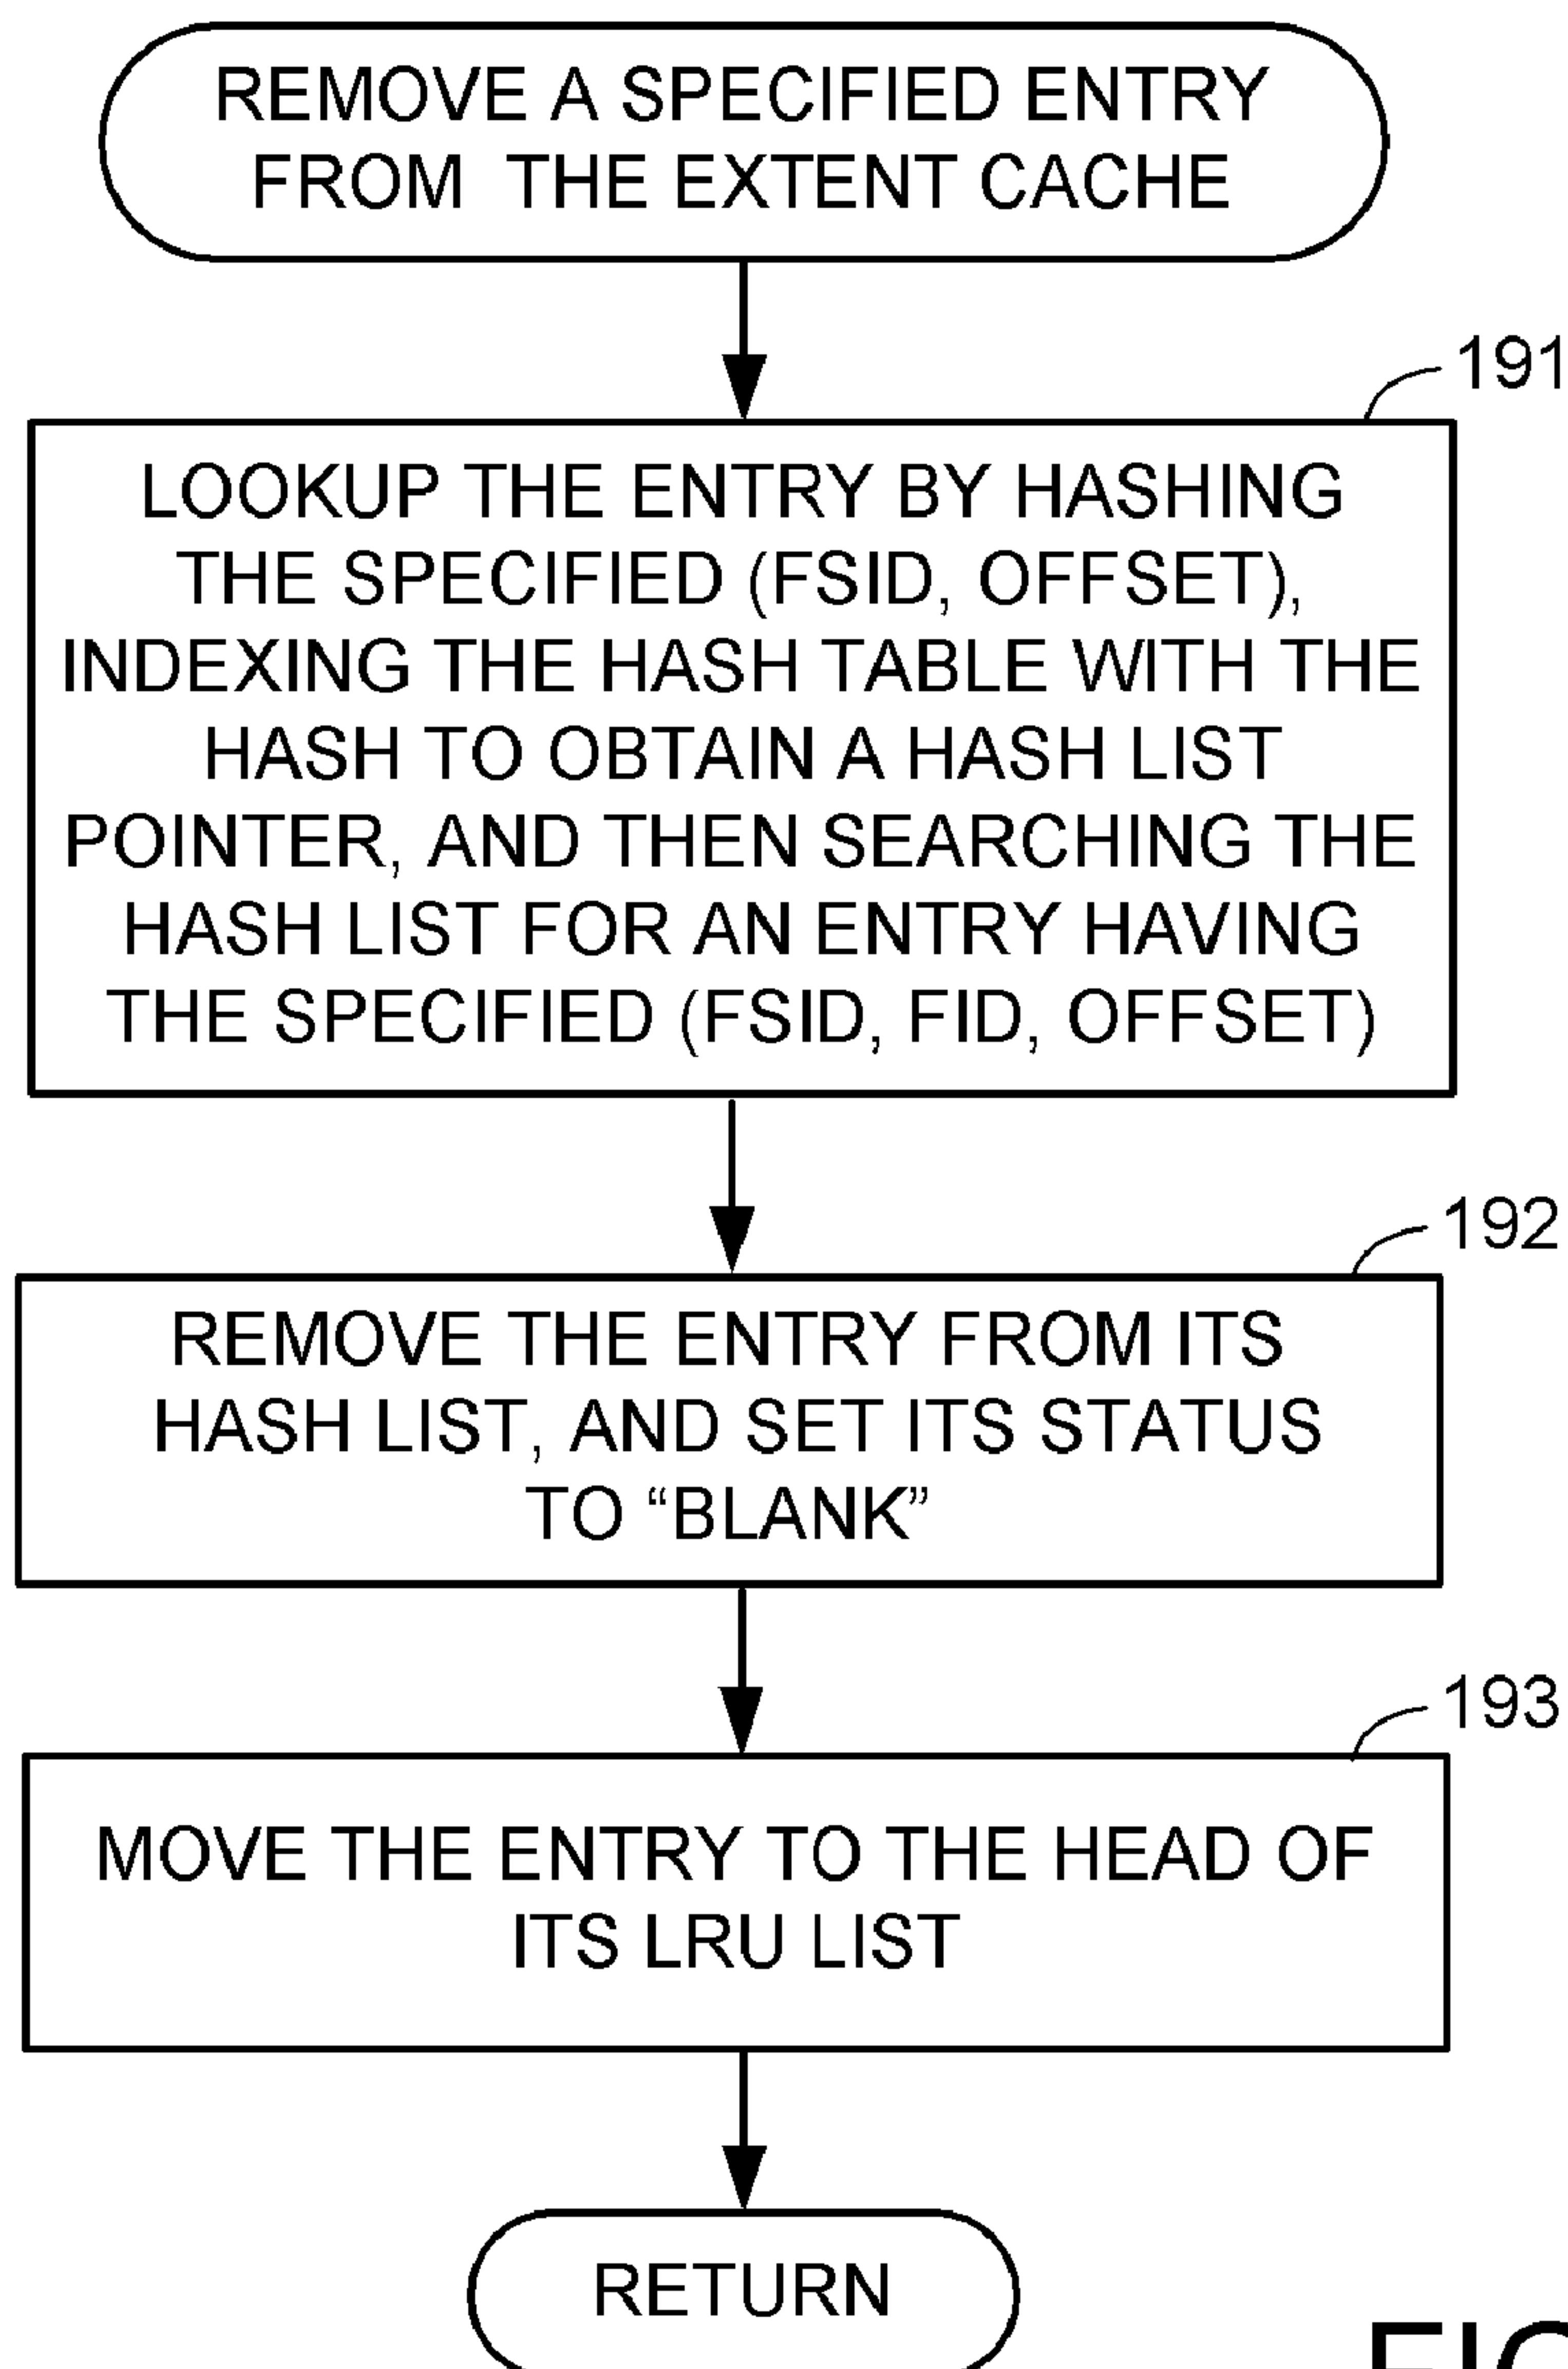 REMOVE A SPECIFIED ENTRY
FROM THE EXTENT CACHE
191
LOOKUP THE ENTRY BY HASHING
THE SPECIFIED (FSID, OFFSET),
INDEXING THE HASH TABLE WITH THE
HASH TO OBTAIN A HASH LIST
POINTER, AND THEN SEARCHING THE
HASH LIST FOR AN ENTRY HAVING
THE SPECIFIED (FSID, FID, OFFSET)
192
REMOVE THE ENTRY FROM ITS
HASH LIST, AND SET ITS STATUS
TO “BLANK”
193
MOVE THE ENTRY TO THE HEAD OF
ITS LRU LIST
RETURN